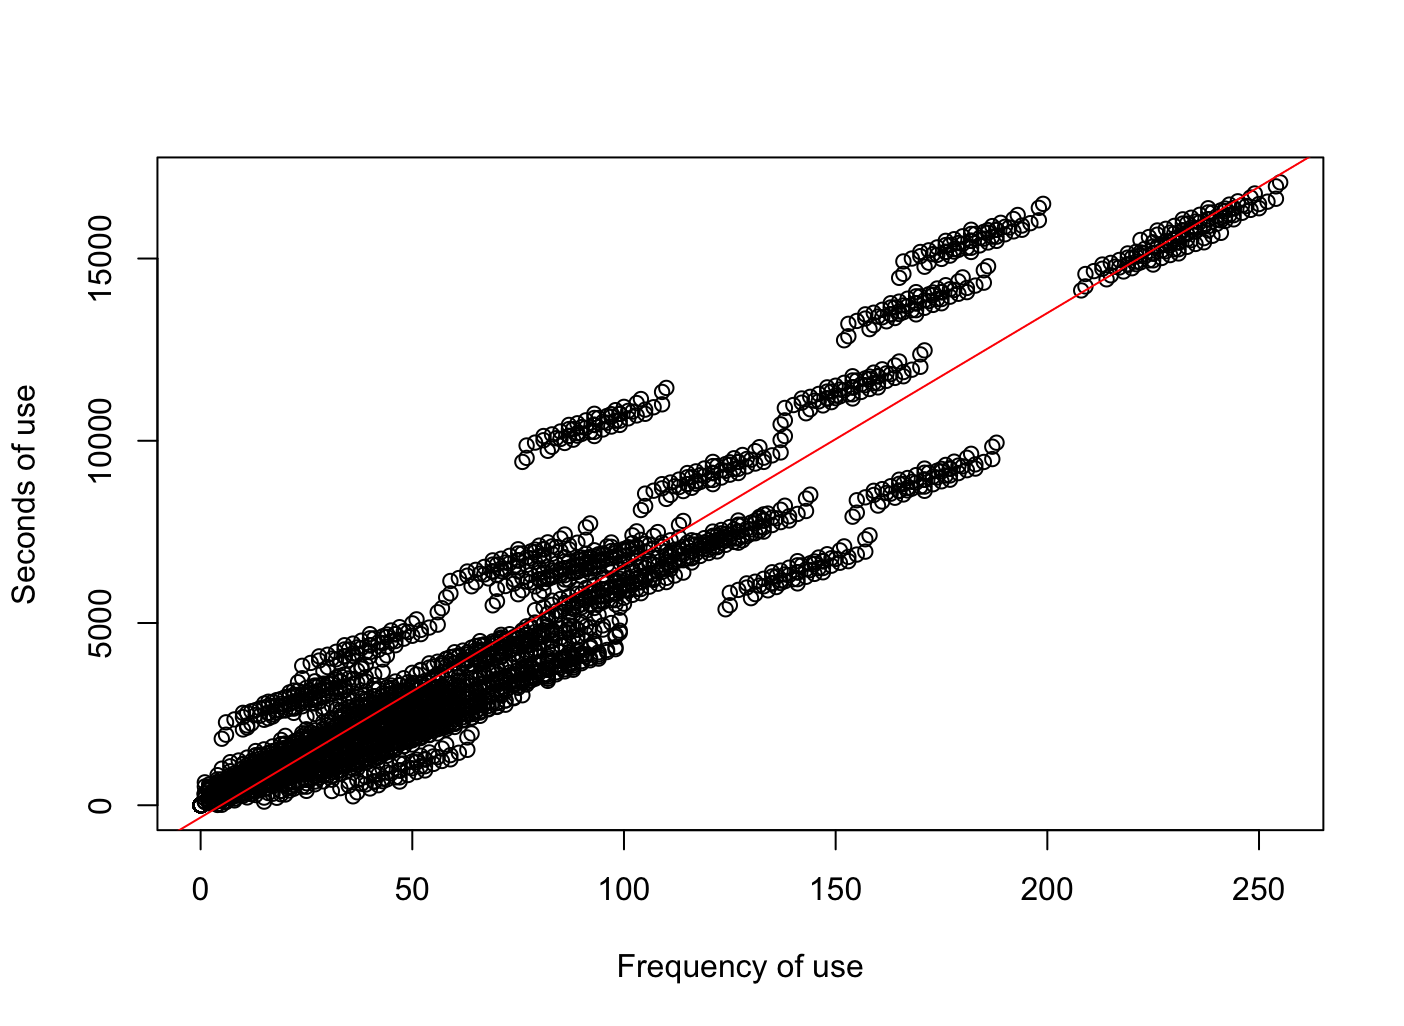 Seconds of use
15000
10000
5000
0
0 50 100 150 200 250
Frequency of use